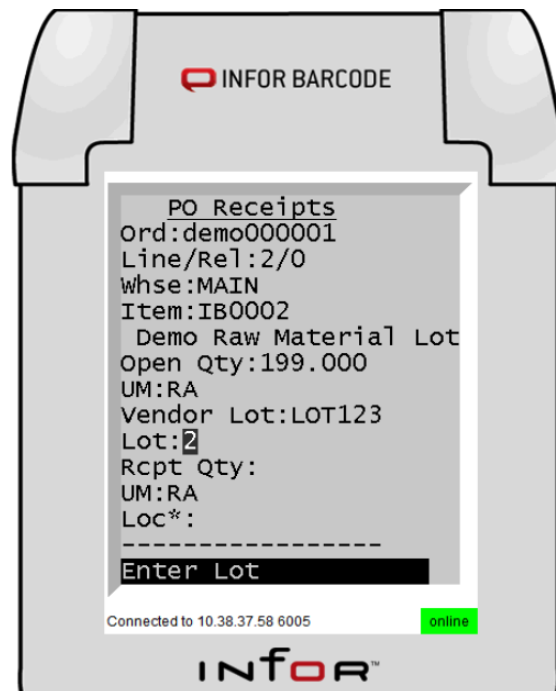 INFOR BARCODE
PO Receipts
Ord:demo000001
Line/Rel:2/0
Whse:MAIN
Item:IB0002
Demo Raw Material Lot
Open Qty:199.000
UM:RA
Vendor Lot:LOT123
Lot:2
Rcpt Qty:
UM:RA
Loc*:
-----------------
Enter Lot
Connected to 10.38.37.58 6005 online
INFOR™